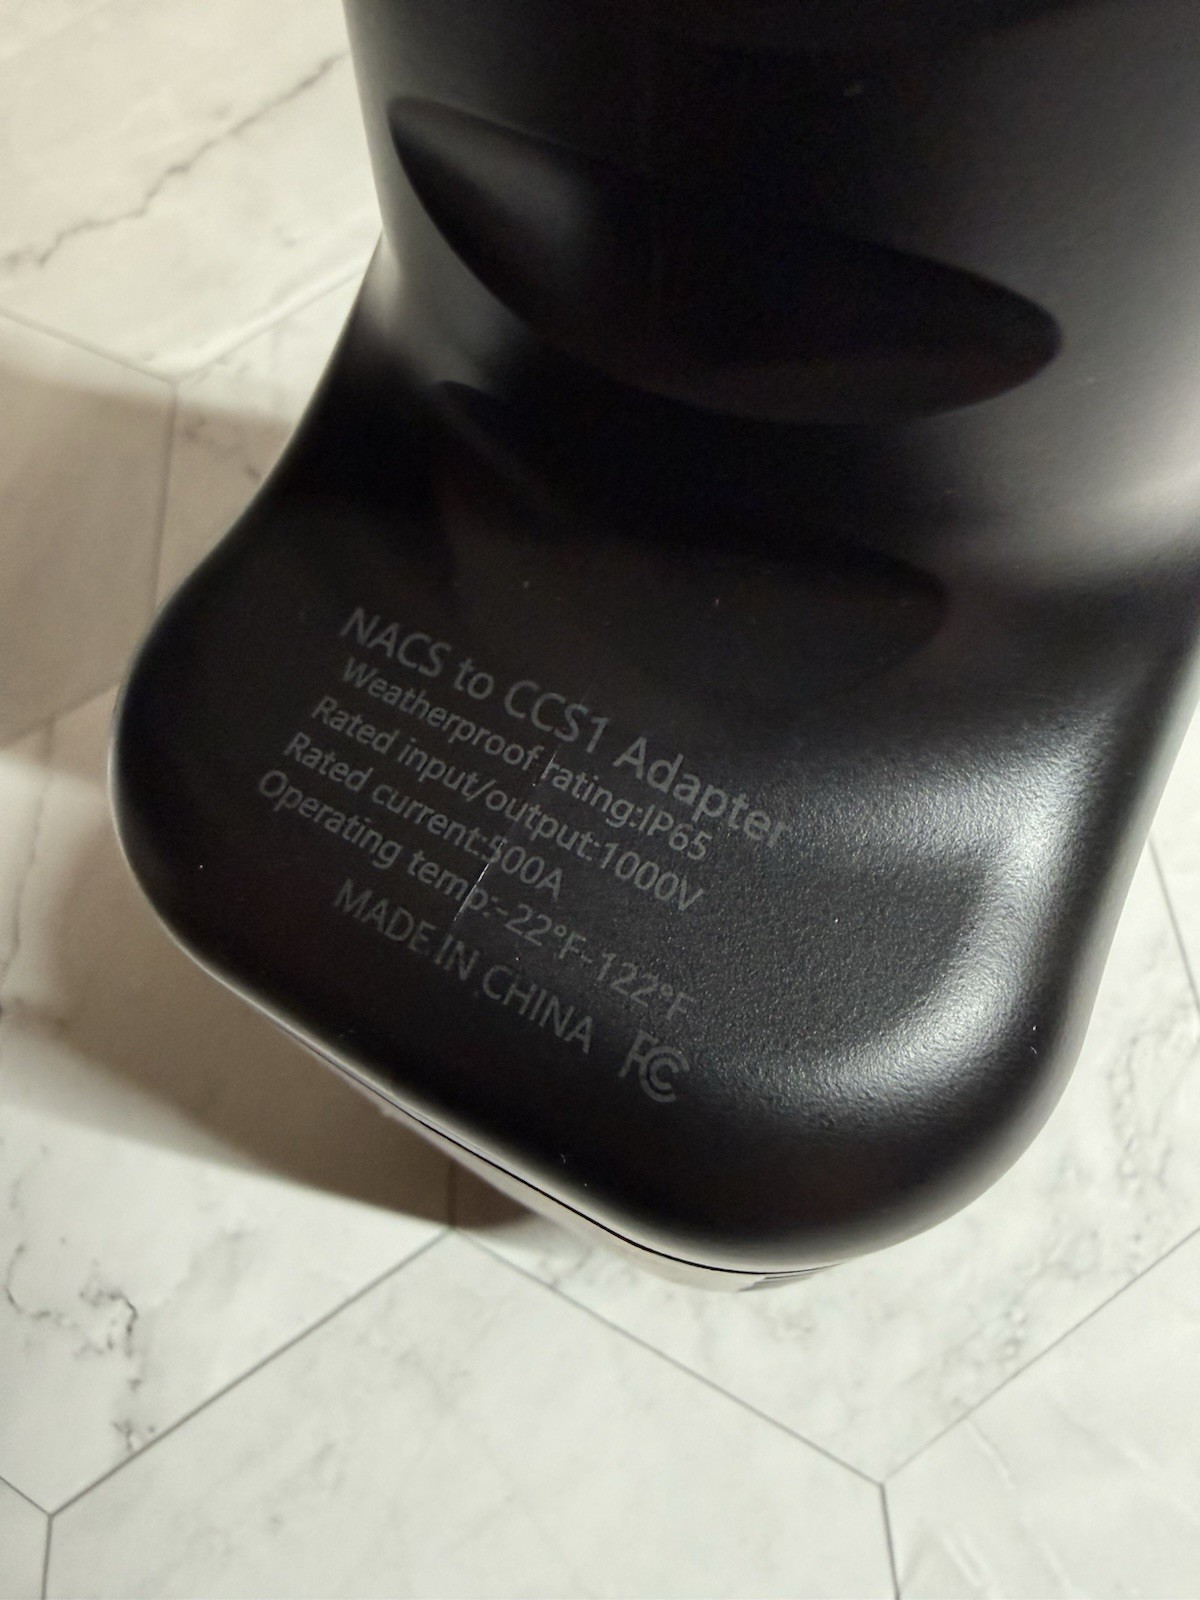 NACS to CCS1 Adapter
Weatherproof rating:IP65
Rated input/output:1000V
Rated current:500A
Operating temp:-22°F-122°F
MADE IN CHINA FC